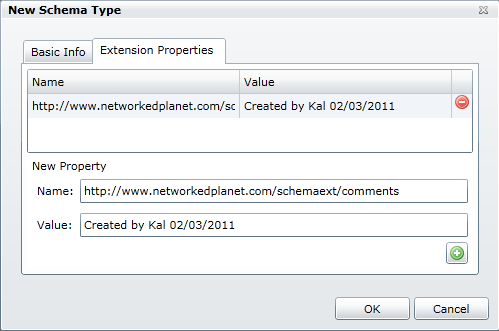 New Schema Type
Basic Info Extension Properties
Name Value
http://www.networkedplanet.com/sc Created by Kal 02/03/2011
New Property
Name: http://www.networkedplanet.com/schemaext/comments
Value: Created by Kal 02/03/2011
OK Cancel